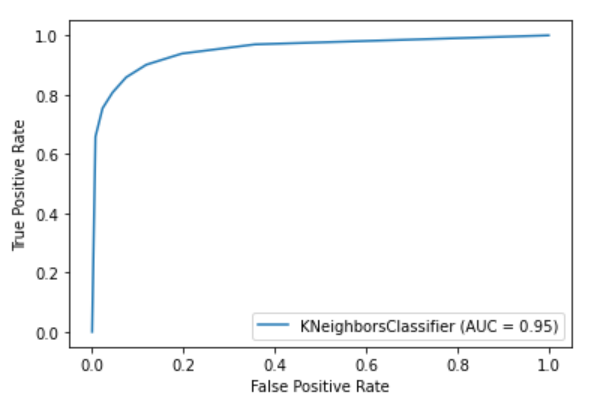 1.0
0.8
0.6
0.4
0.2
0.0
True Positive Rate
KNeighborsClassifier (AUC = 0.95)
0.0 0.2 0.4 0.6 0.8 1.0
False Positive Rate